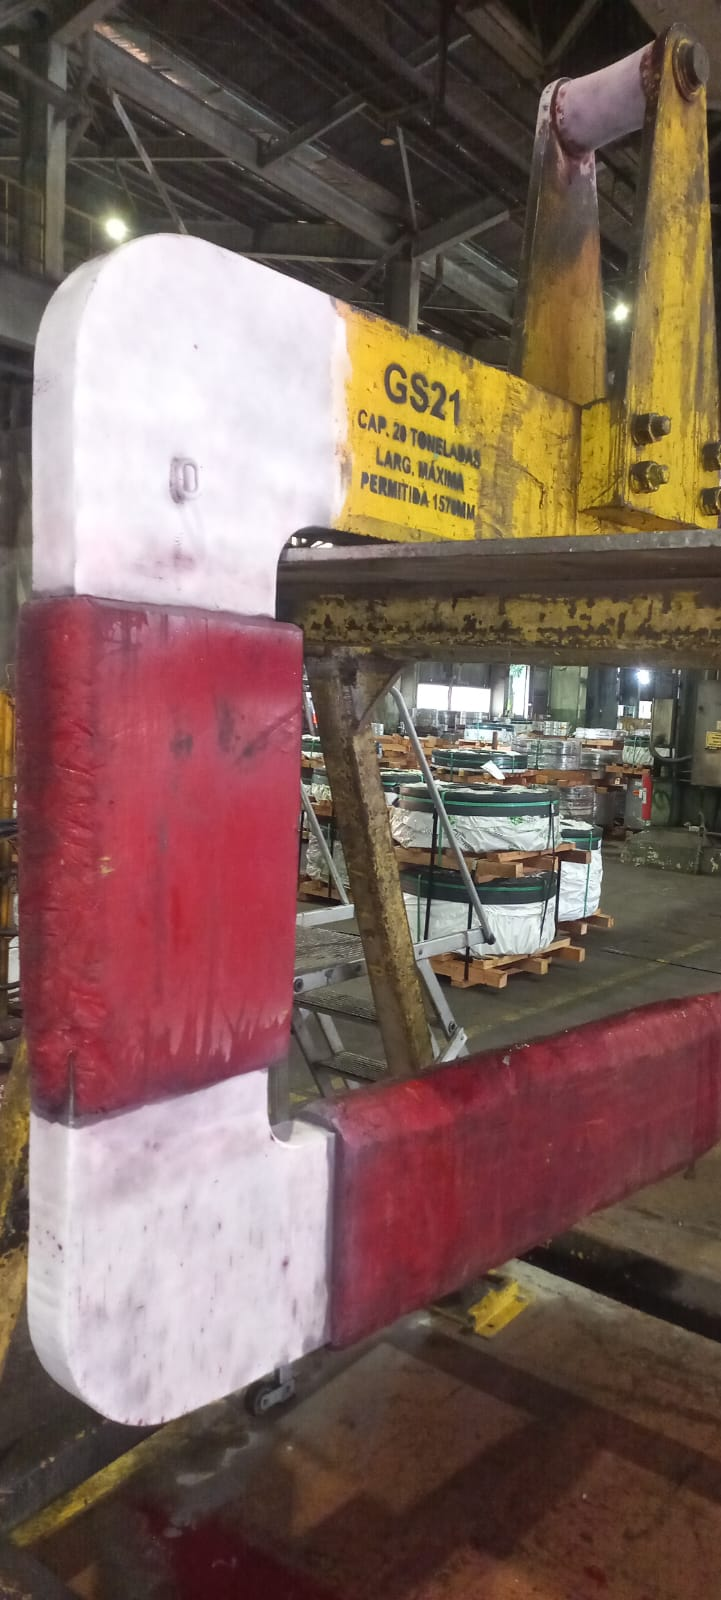 GS21
CAP. 20 TONELADAS
LARG. MÁXIMA
PERMITIDA 1570MM